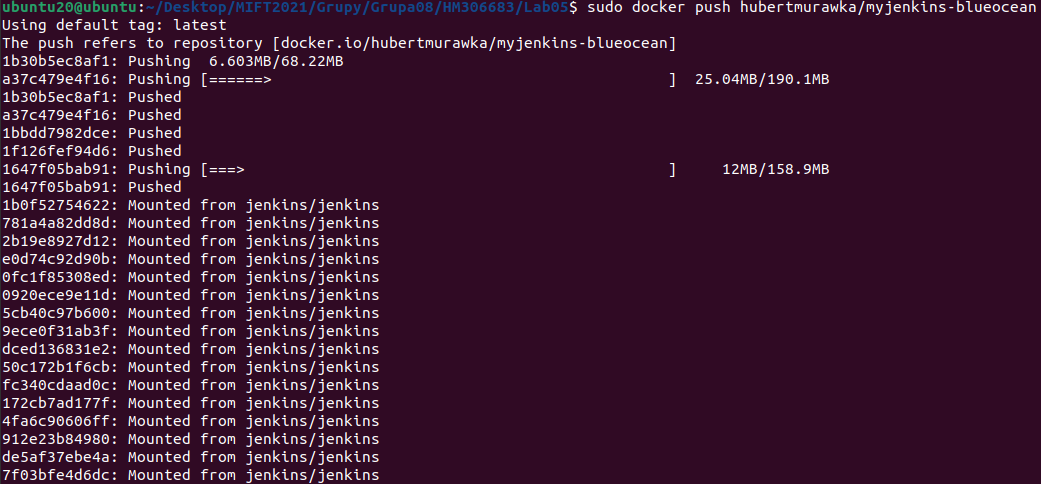 ubuntu20@ubuntu:~/Desktop/MIFT2021/Grupy/Grupa08/HM306683/Lab05$ sudo docker push hubertmurawka/myjenkins-blueocean
Using default tag: latest
The push refers to repository [docker.io/hubertmurawka/myjenkins-blueocean]
1b30b5ec8af1: Pushing  6.603MB/68.22MB
a37c479e4f16: Pushing [======>                                            ]  25.04MB/190.1MB
1b30b5ec8af1: Pushed
a37c479e4f16: Pushed
1bbdd7982dce: Pushed
1f126fef94d6: Pushed
1647f05bab91: Pushing [===>                                               ]     12MB/158.9MB
1647f05bab91: Pushed
1b0f52754622: Mounted from jenkins/jenkins
781a4a82dd8d: Mounted from jenkins/jenkins
2b19e8927d12: Mounted from jenkins/jenkins
e0d74c92d90b: Mounted from jenkins/jenkins
0fc1f85308ed: Mounted from jenkins/jenkins
0920ece9e11d: Mounted from jenkins/jenkins
5cb40c97b600: Mounted from jenkins/jenkins
9ece0f31ab3f: Mounted from jenkins/jenkins
dced136831e2: Mounted from jenkins/jenkins
50c172b1f6cb: Mounted from jenkins/jenkins
fc340cdaad0c: Mounted from jenkins/jenkins
172cb7ad177f: Mounted from jenkins/jenkins
4fa6c90606ff: Mounted from jenkins/jenkins
912e23b84980: Mounted from jenkins/jenkins
de5af37ebe4a: Mounted from jenkins/jenkins
7f03bfe4d6dc: Mounted from jenkins/jenkins